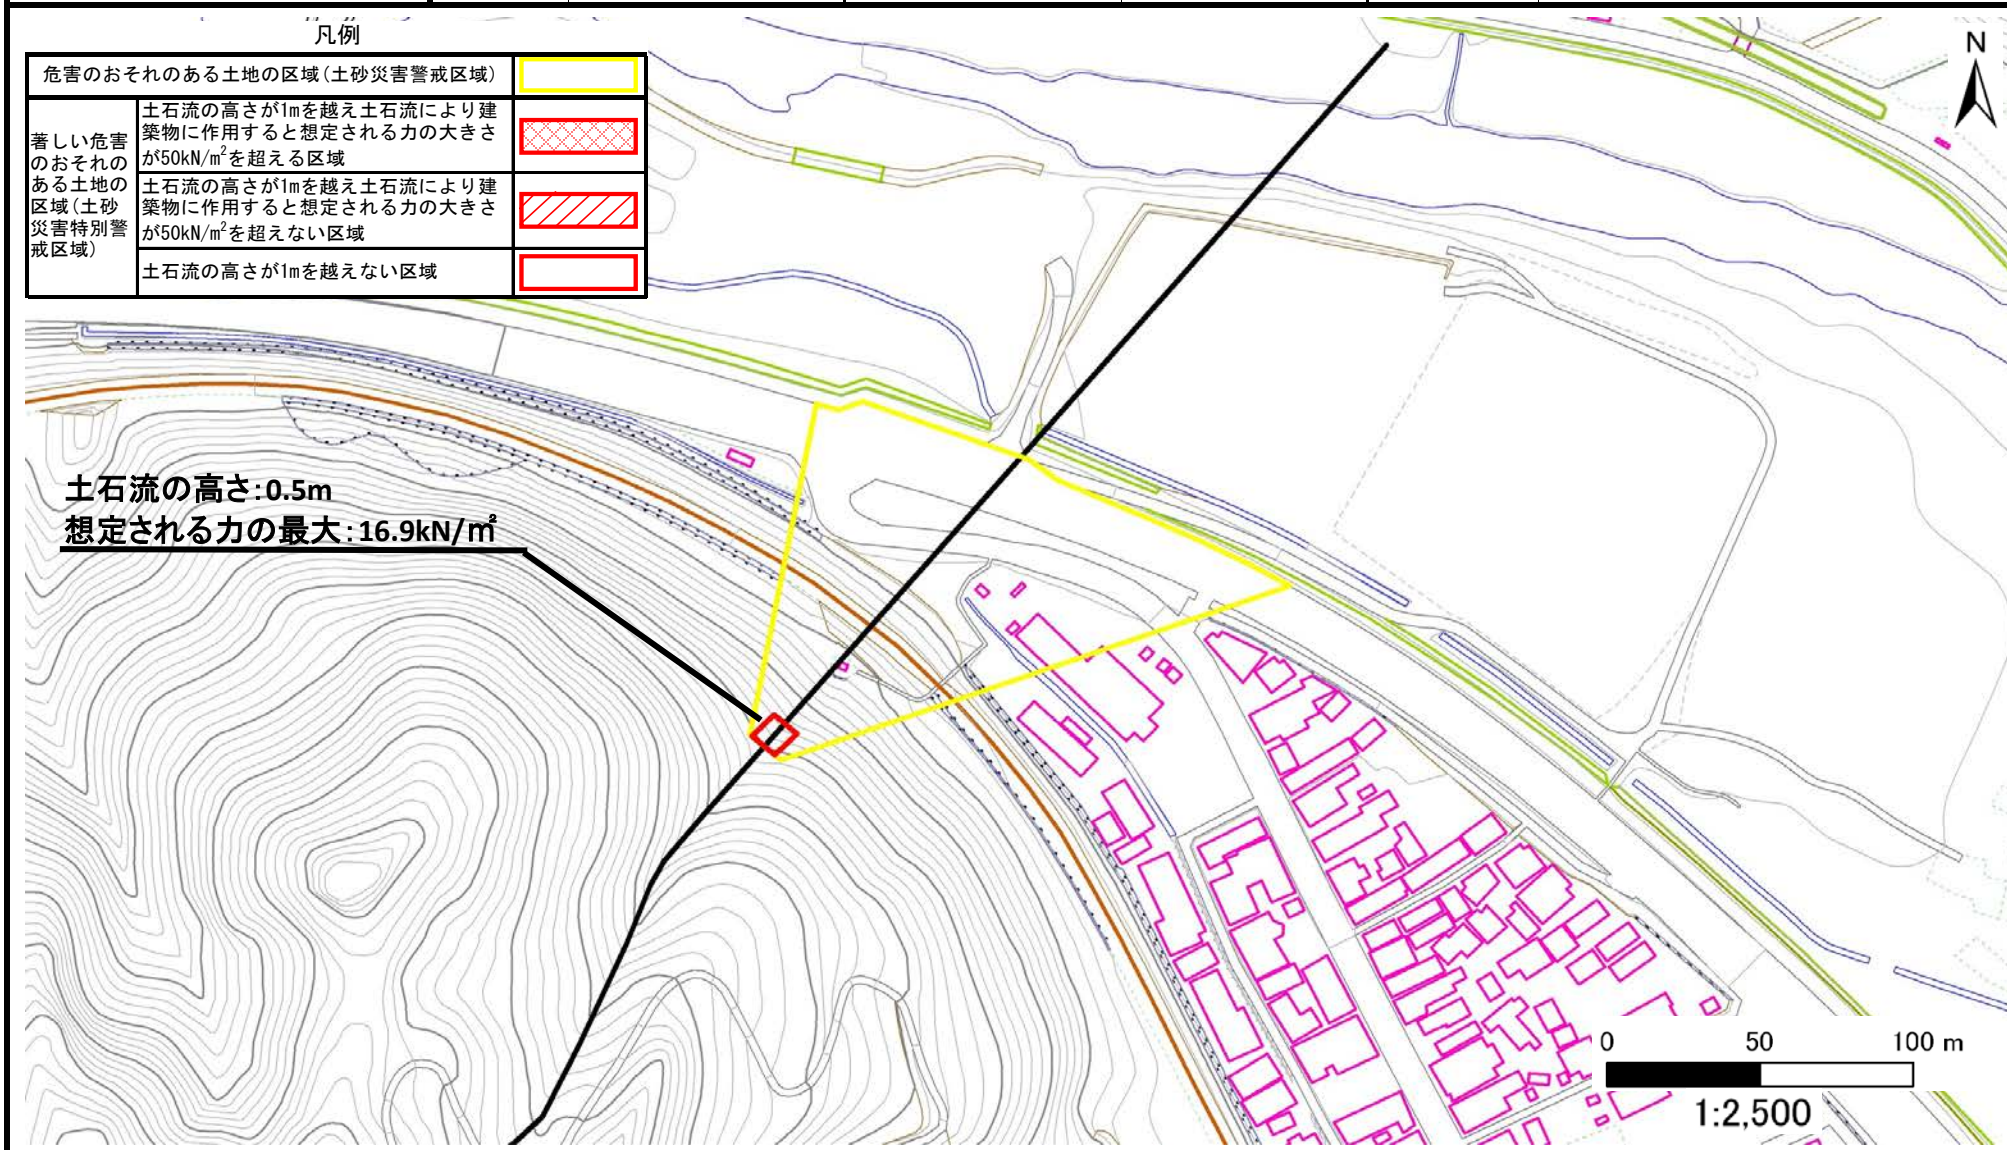 凡例
危害のおそれのある土地の区域(土砂災害警戒区域)
著しい危害
のおそれの
ある土地の
区域(土砂
災害特別警
戒区域)
土石流の高さが1mを越え土石流により建
築物に作用すると想定される力の大きさ
が50kN/m²を超える区域
土石流の高さが1mを越え土石流により建
築物に作用すると想定される力の大きさ
が50kN/m²を超えない区域
土石流の高さが1mを越えない区域
N
土石流の高さ:0.5m
想定される力の最大:16.9kN/㎡
0 50 100 m
1:2,500